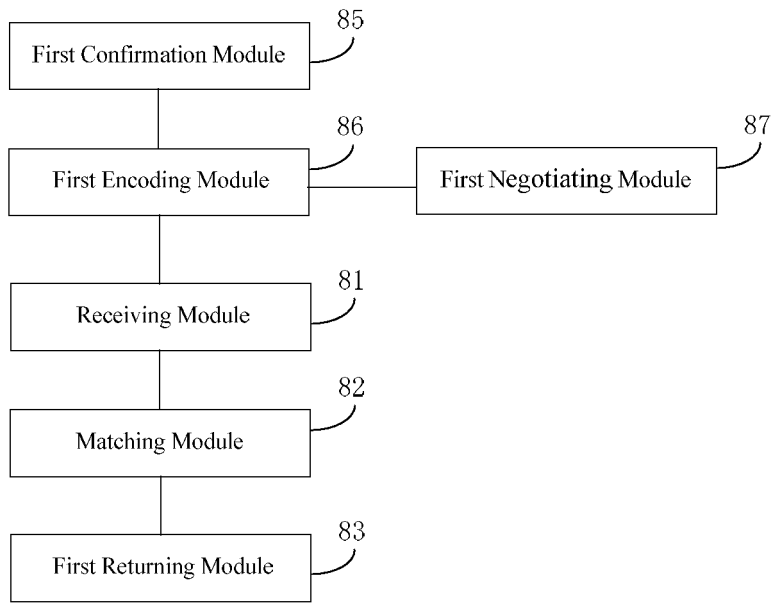 85
First Confirmation Module
86
First Encoding Module
87
First Negotiating Module
81
Receiving Module
82
Matching Module
83
First Returning Module